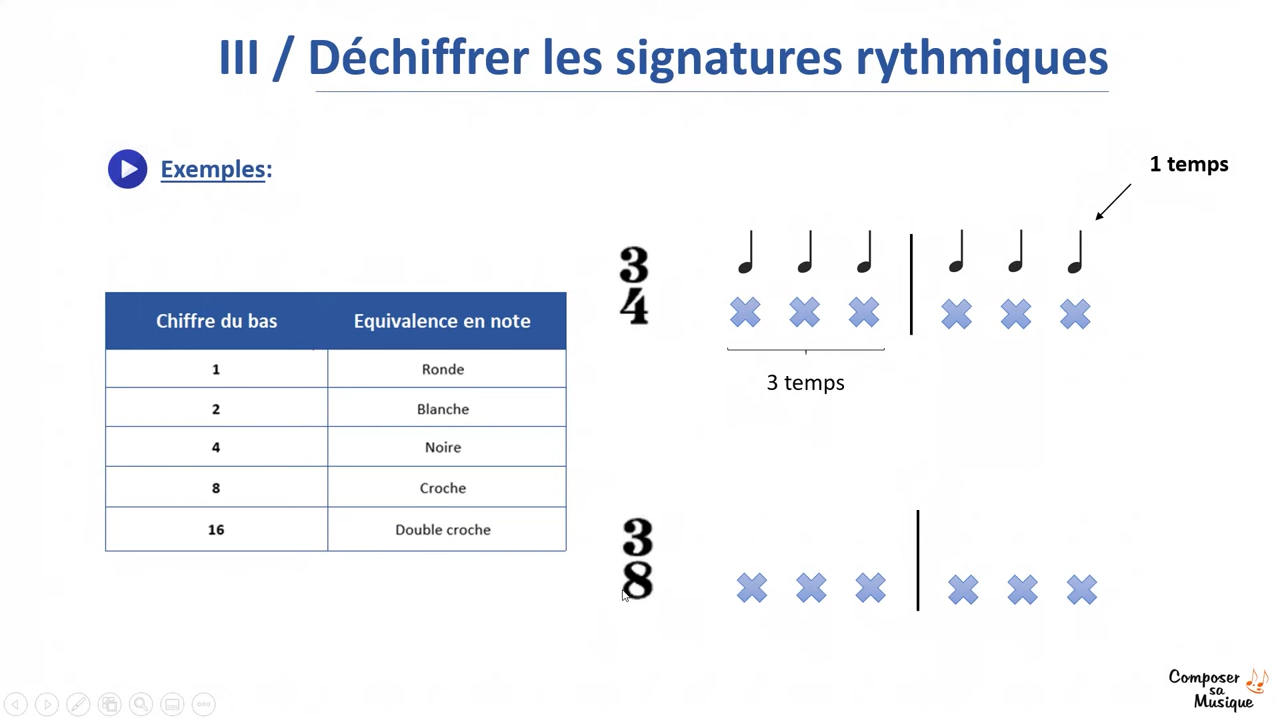 III / Déchiffrer les signatures rythmiques
Exemples:
1 temps
3
4
3 temps
Chiffre du bas Equivalence en note
1 Ronde
2 Blanche
4 Noire
8 Croche
16 Double croche
3
8
Composer
sa
Musique